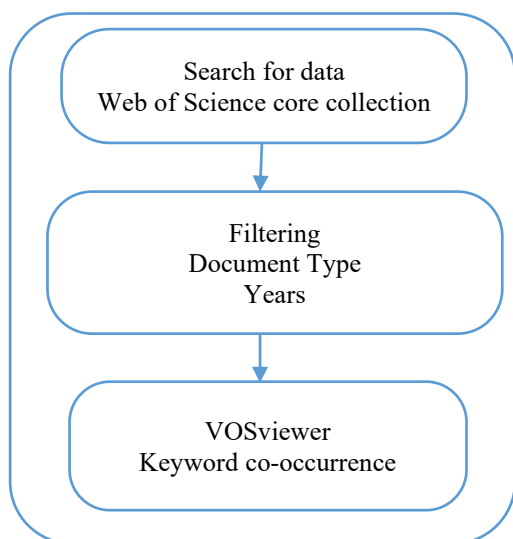 Search for data
Web of Science core collection
Filtering
Document Type
Years
VOSviewer
Keyword co-occurrence